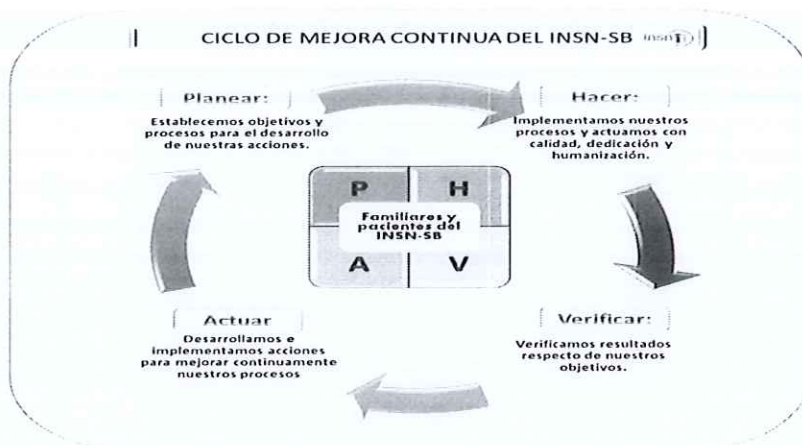 CICLO DE MEJORA CONTINUA DEL INSN-SB
Planear:
Establecemos objetivos y
procesos para el desarrollo
de nuestras acciones.
Hacer:
Implementamos nuestros
procesos y actuamos con
calidad, dedicación y
humanización.
P H
Familiares y
pacientes del
INSN-SB
A V
Actuar
Desarrollamos e
implementamos acciones
para mejorar continuamente
nuestros procesos
Verificar:
Verificamos resultados
respecto de nuestros
objetivos.